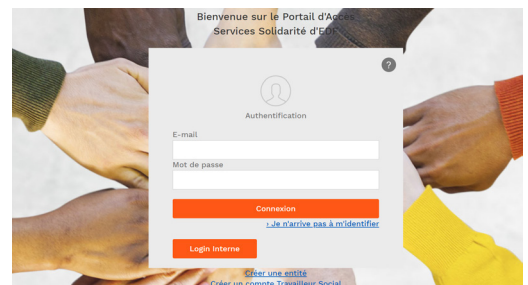 Bienvenue sur le Portail d'Accès
Services Solidarité d'EDF
?
Authentification
E-mail
Mot de passe
Connexion
› Je n'arrive pas à m'identifier
Login Interne
Créer une entité
Créer un compte Travailleur Social